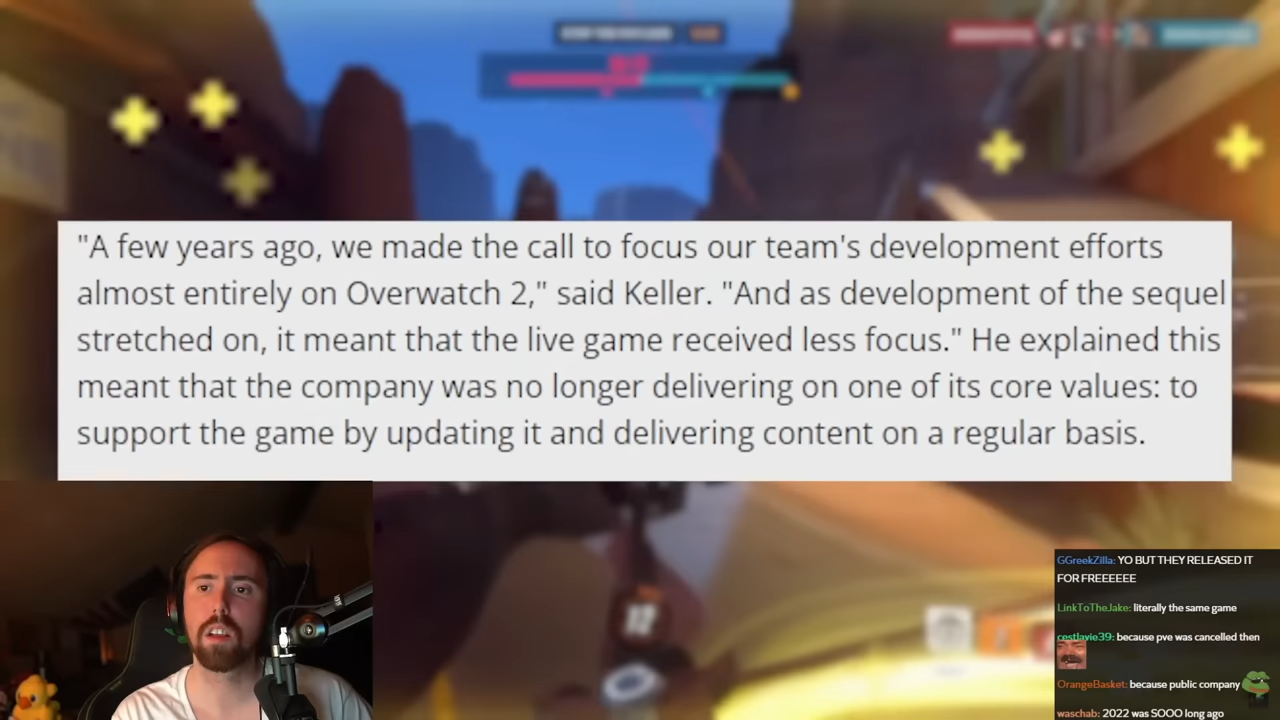 "A few years ago, we made the call to focus our team's development efforts
almost entirely on Overwatch 2," said Keller. "And as development of the sequel
stretched on, it meant that the live game received less focus." He explained this
meant that the company was no longer delivering on one of its core values: to
support the game by updating it and delivering content on a regular basis.
12
GGreekZilla: YO BUT THEY RELEASED IT
FOR FREEEEEE
LinkToTheJake: literally the same game
cestlavie39: because pve was cancelled then
OrangeBasket: because public company
waschab: 2022 was SOOO long ago